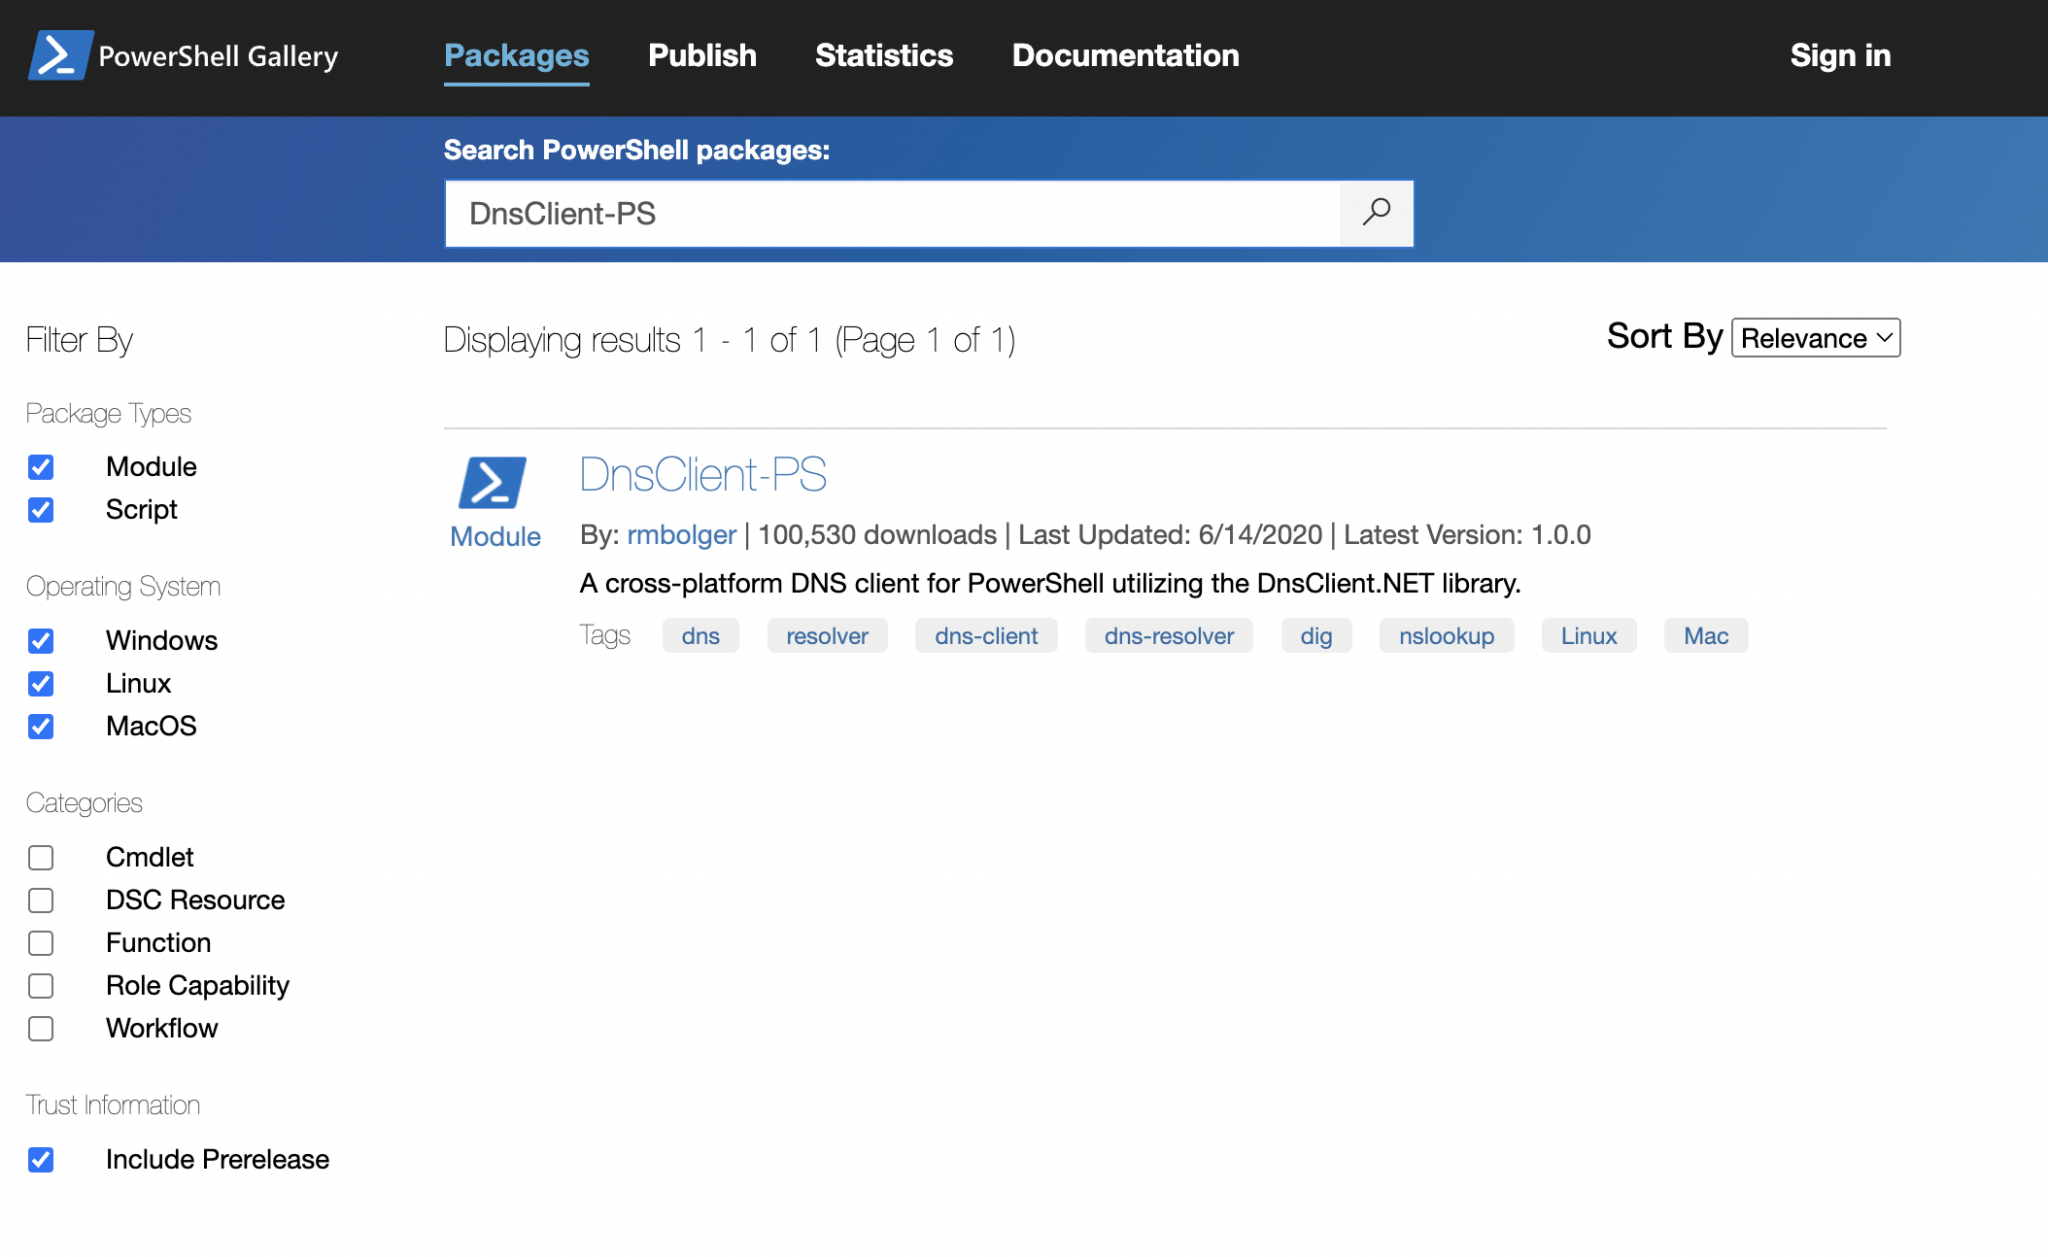 PowerShell Gallery
Packages Publish Statistics Documentation Sign in
Search PowerShell packages:
DnsClient-PS
Filter By
Displaying results 1 - 1 of 1 (Page 1 of 1)
Sort By Relevance
Package Types
Module
Script
Operating System
Windows
Linux
MacOS
Categories
Cmdlet
DSC Resource
Function
Role Capability
Workflow
Trust Information
Include Prerelease
DnsClient-PS
Module
By: rmbolger | 100,530 downloads | Last Updated: 6/14/2020 | Latest Version: 1.0.0
A cross-platform DNS client for PowerShell utilizing the DnsClient.NET library.
Tags dns resolver dns-client dns-resolver dig nslookup Linux Mac